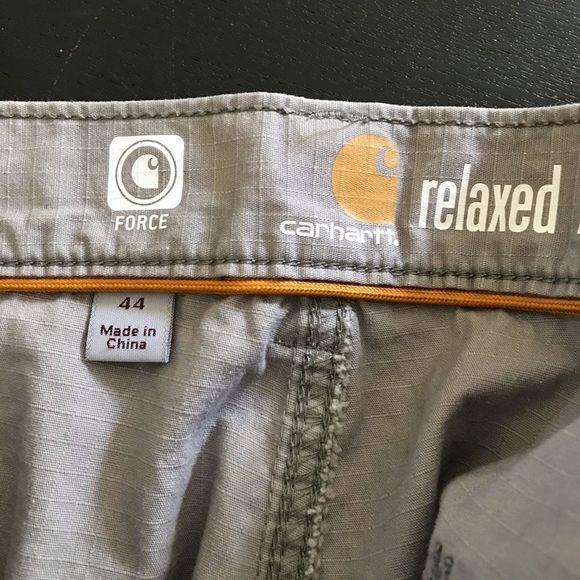 FORCE
carhartt.
relaxed
44
Made in
China